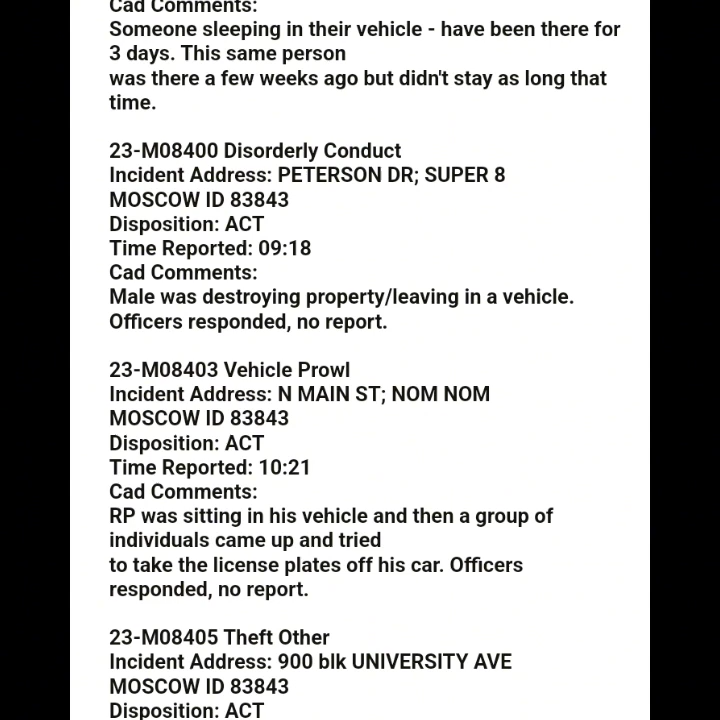 Cad Comments:
Someone sleeping in their vehicle - have been there for
3 days. This same person
was there a few weeks ago but didn't stay as long that
time.
23-M08400 Disorderly Conduct
Incident Address: PETERSON DR; SUPER 8
MOSCOW ID 83843
Disposition: ACT
Time Reported: 09:18
Cad Comments:
Male was destroying property/leaving in a vehicle.
Officers responded, no report.
23-M08403 Vehicle Prowl
Incident Address: N MAIN ST; NOM NOM
MOSCOW ID 83843
Disposition: ACT
Time Reported: 10:21
Cad Comments:
RP was sitting in his vehicle and then a group of
individuals came up and tried
to take the license plates off his car. Officers
responded, no report.
23-M08405 Theft Other
Incident Address: 900 blk UNIVERSITY AVE
MOSCOW ID 83843
Disposition: ACT